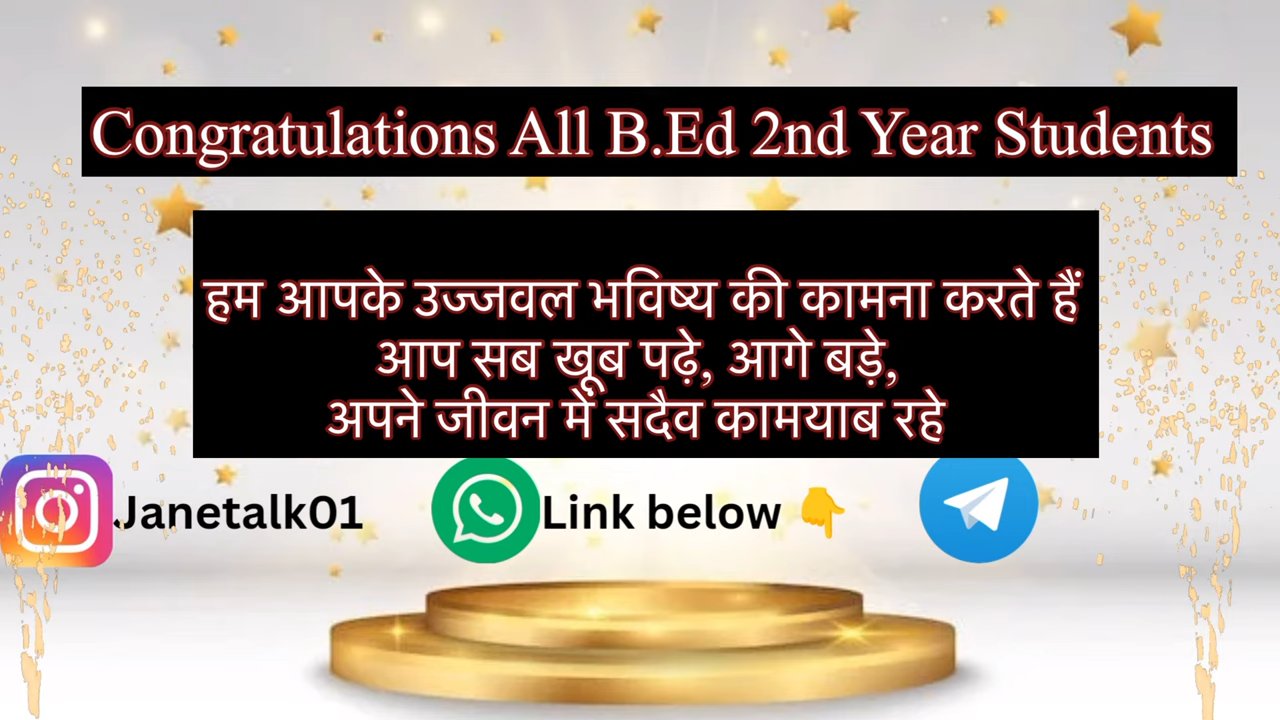 Congratulations All B.Ed 2nd Year Students
हम आपके उज्जवल भविष्य की कामना करते हैं
आप सब खूब पढ़े, आगे बड़े,
अपने जीवन में सदैव कामयाब रहे
Janetalk01
Link below 👇